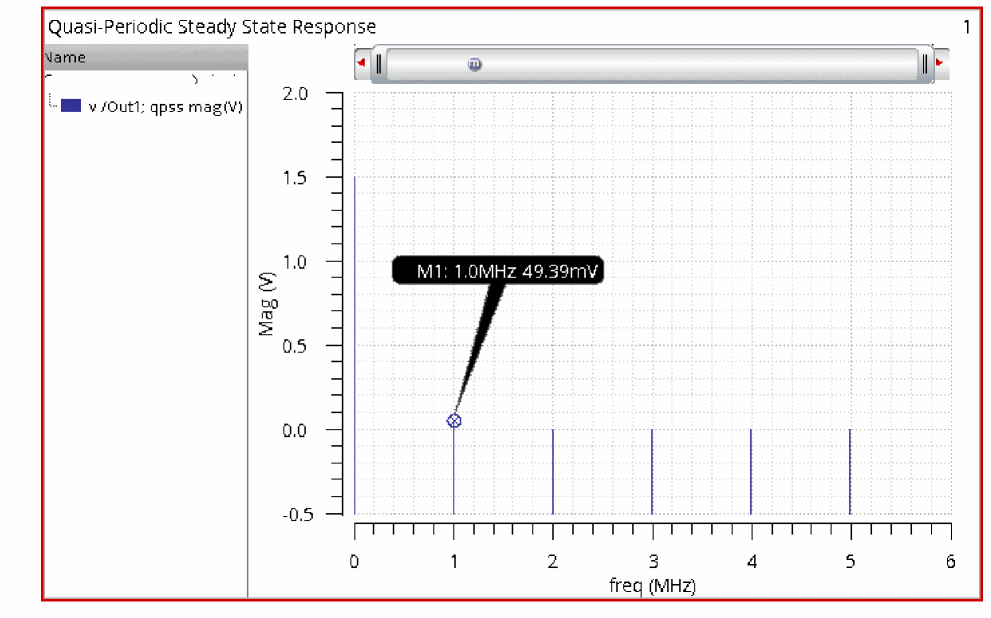 Quasi-Periodic Steady State Response 1
Name
v /Out1; qpss mag(V)
2.0
1.5
1.0
0.5
0.0
-0.5
Mag (V)
M1: 1.0MHz 49.39mV
0 1 2 3 4 5 6
freq (MHz)